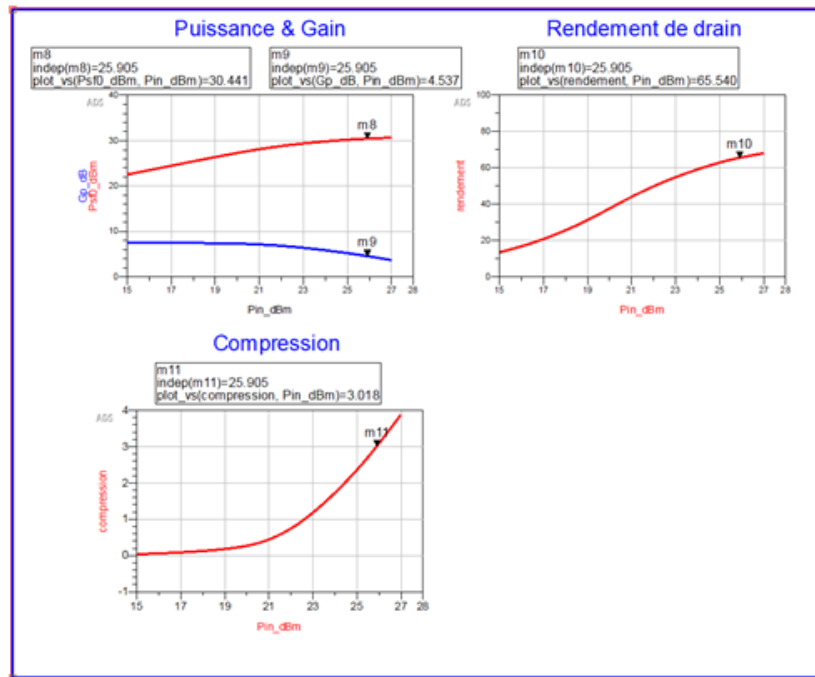 Puissance & Gain
m8
indep(m8)=25.905
plot_vs(Psf0_dBm, Pin_dBm)=30.441
m9
indep(m9)=25.905
plot_vs(Gp_dB, Pin_dBm)=4.537
ADS
40
30
20
10
0
Gp_dB
Psf0_dBm
m8
m9
15 17 19 21 23 25 27 28
Pin_dBm
Rendement de drain
m10
indep(m10)=25.905
plot_vs(rendement, Pin_dBm)=65.540
ADS
100
80
60
40
20
0
rendement
m10
15 17 19 21 23 25 27 28
Pin_dBm
Compression
m11
indep(m11)=25.905
plot_vs(compression, Pin_dBm)=3.018
ADS
4
3
2
1
0
-1
compression
m11
15 17 19 21 23 25 27 28
Pin_dBm